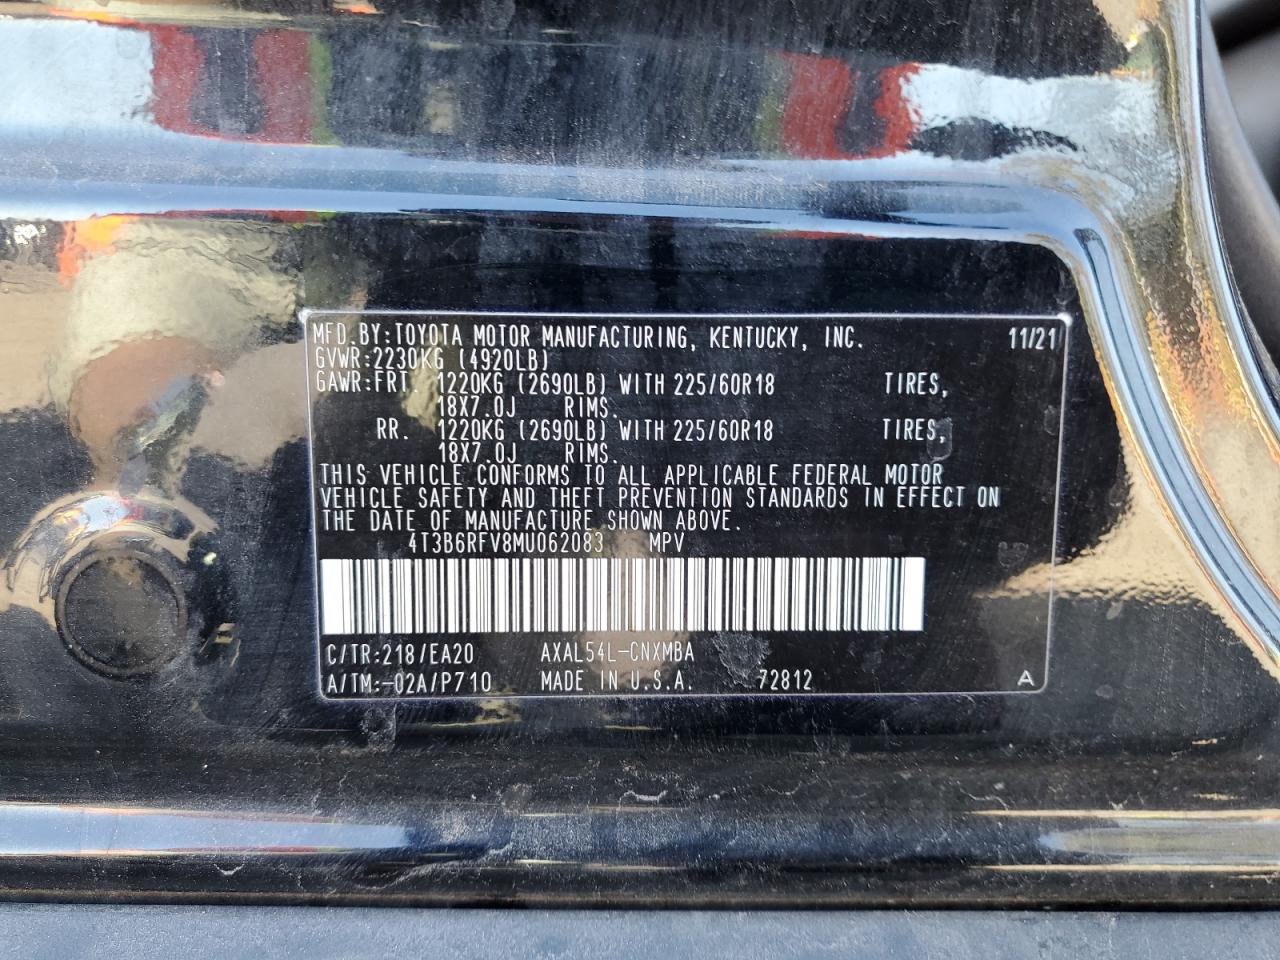 MFD.BY:TOYOTA MOTOR MANUFACTURING, KENTUCKY, INC. 11/21
GVWR:2230KG (4920LB)
GAWR:FRT. 1220KG (2690LB) WITH 225/60R18 TIRES,
18X7.0J RIMS.
RR. 1220KG (2690LB) WITH 225/60R18 TIRES,
18X7.0J RIMS.
THIS VEHICLE CONFORMS TO ALL APPLICABLE FEDERAL MOTOR
VEHICLE SAFETY AND THEFT PREVENTION STANDARDS IN EFFECT ON
THE DATE OF MANUFACTURE SHOWN ABOVE.
4T3B6RFV8MU062083 MPV
C/TR:218/EA20 AXAL54L-CNXMBA
A/TM:-02A/P710 MADE IN U.S.A. 72812 A